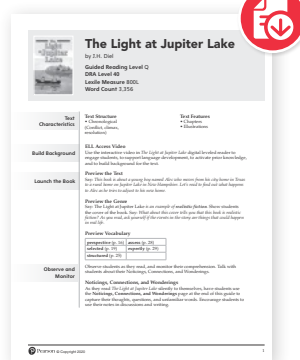 The Light at Jupiter Lake
by J.H. Diel
Guided Reading Level Q
DRA Level 40
Lexile Measure 800L
Word Count 3,356
The Light
at Jupiter
Lake
Text
Characteristics
Text Structure
• Chronological
(Conflict, climax,
resolution)
Text Features
• Chapters
• Illustrations
Build Background
ELL Access Video
Use the interactive video in The Light at Jupiter Lake digital leveled reader to
engage students, to support language development, to activate prior knowledge,
and to build background for the text.
Launch the Book
Preview the Text
Say: This book is about a young boy named Alex who moves from his city home in Texas
to a rural home on Jupiter Lake in New Hampshire. Let's read to find out what happens
to Alex as he tries to adjust to his new home.
Preview the Genre
Say: The Light at Jupiter Lake is an example of realistic fiction. Show students
the cover of the book. Say: What about this cover tells you that this book is realistic
fiction? As you read, ask yourself if the events in the story are things that could happen
in real life.
Preview Vocabulary
perspective (p. 16) access (p. 28)
selected (p. 19) expertly (p. 29)
structured (p. 25)
Observe and
Monitor
Observe students as they read, and monitor their comprehension. Talk with
students about their Noticings, Connections, and Wonderings.
Noticings, Connections, and Wonderings
As they read The Light at Jupiter Lake silently to themselves, have students use
the Noticings, Connections, and Wonderings page at the end of this guide to
capture their thoughts, questions, and unfamiliar words. Encourage students to
use their notes in discussions and writing.
Pearson © Copyright 2020
1